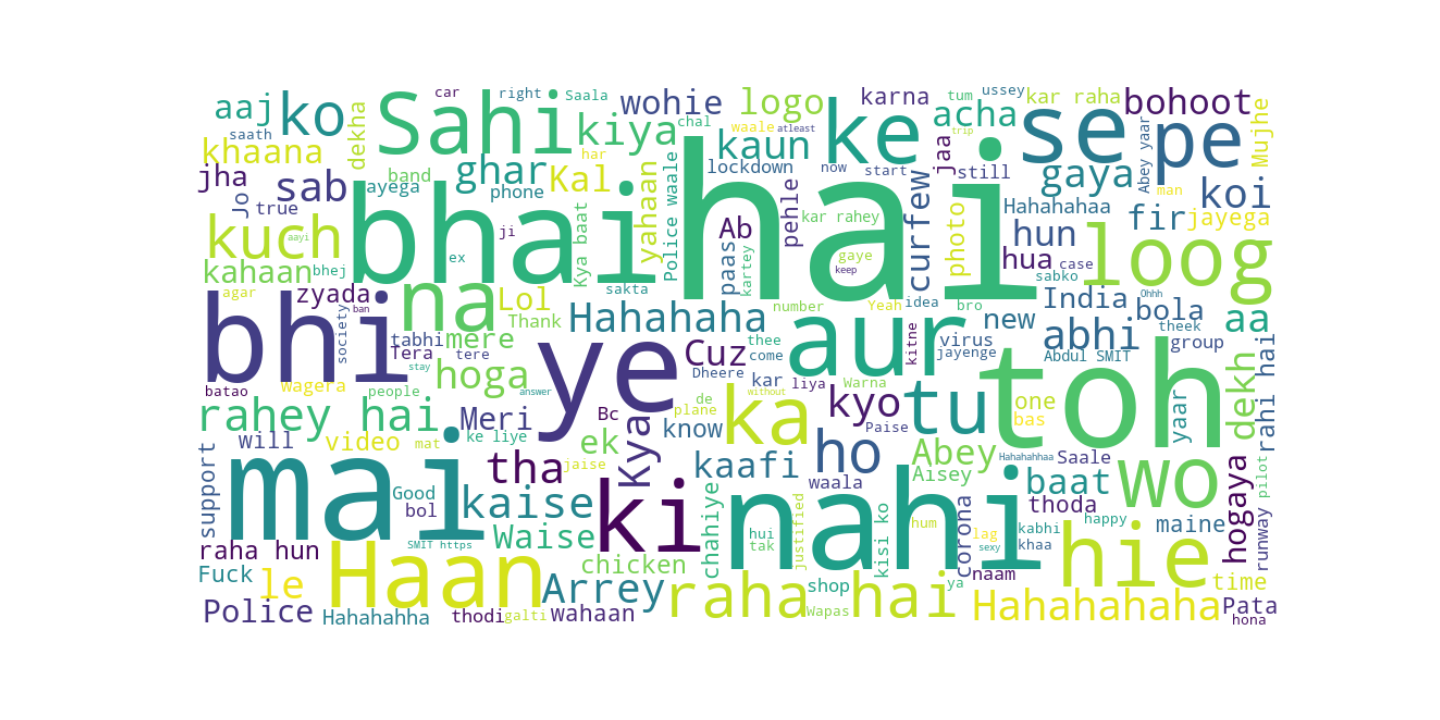 car right Saala wohie logo karna tum ussey kar raha bohoot
aaj ko Sahi kiya chal waale atleast ke acha se pe Mujhe
saath dekha khaana har kaun trip jaa Abey yaar
jha sab ayega band ghar Kal yahaan lockdown now start still gaya man koi
Jo true phone Police waale pehle kar rahey curfew Hahahahaa fir jayega
kuch aayi bhai ji Kya baat Ab hai photo hun loog
kahaan bhej ex paas kartey gaye keep hua sabko case
agar zyada na Lol sakta number Yeah idea bro India Ohhh bola aa
bhi ban society Thank Hahahaha aur kitne new abhi theek
tabhi mere ye Cuz thee virus jayenge Abdul SMIT group
Tera tere stay come toh dekh rahi hai
batao wagera people hoga answer Dheere kar liya Warna tu one yaar
rahey hai Meri de plane without ka kyo bas
will video mat ke liye ek Bc know Paise ho
support mai tha jaise Kya kaafi Abey Hahahahhaa Saale wo hogaya pilot
Good bol kaise ki chahiye waala nahi Aisey baat
SMIT https Waise hui tak justified kisi ko hum corona lag kabhi thoda happy maine runway
raha hun chicken sexy khaa hie
Fuck le Haan Arrey raha shop hai ya naam time
Police Hahahahha thodi galti wahaan Wapas Hahahahaha Pata
hona